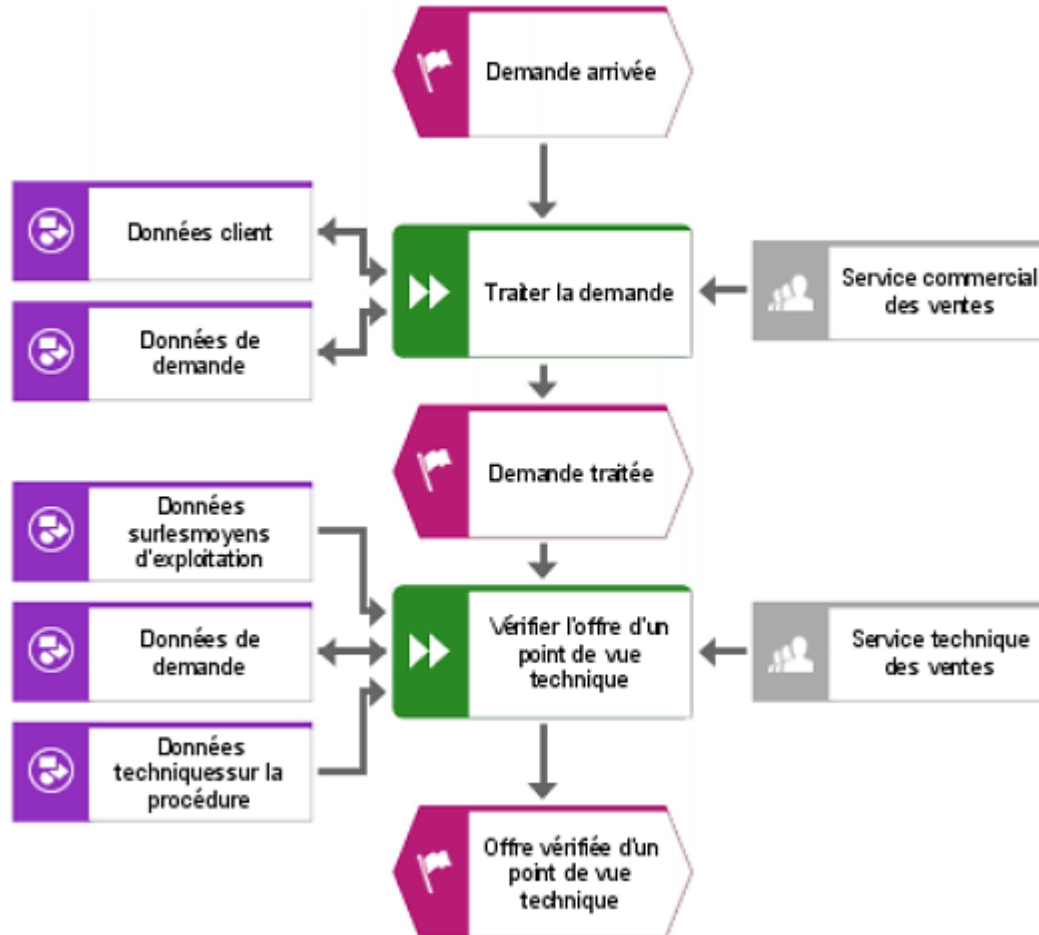 Demande arrivée
Données client
Traiter la demande
Service commercial
des ventes
Données de
demande
Demande traitée
Données
surlesmoyens
d'exploitation
Données de
demande
Vérifier l'offre d'un
point de vue
technique
Service technique
des ventes
Données
techniquessur la
procédure
Offre vérifiée d'un
point de vue
technique